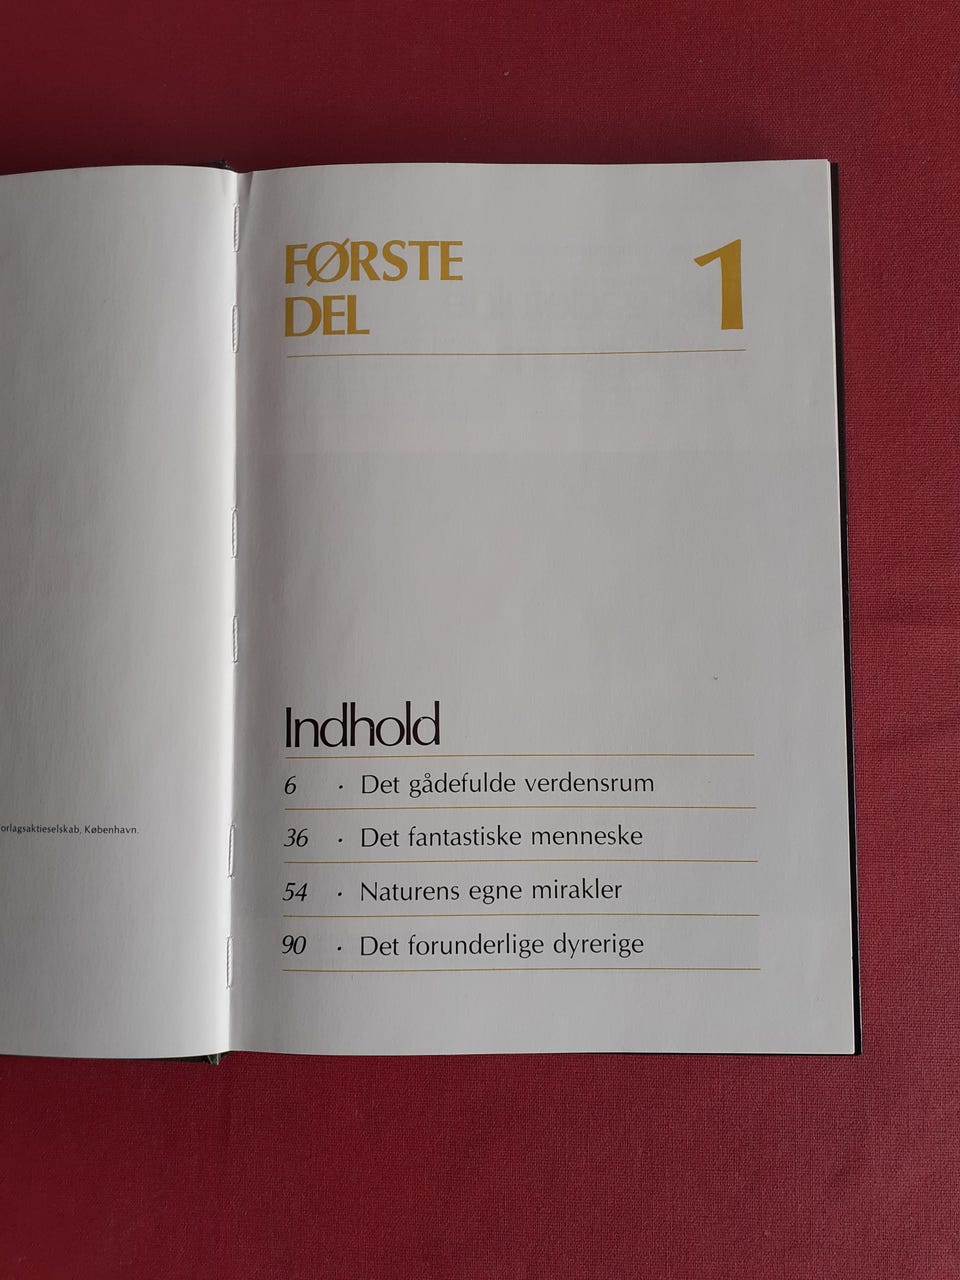 FØRSTE
DEL
1
Indhold
6 · Det gådefulde verdensrum
36 · Det fantastiske menneske
54 · Naturens egne mirakler
90 · Det forunderlige dyrerige
København.